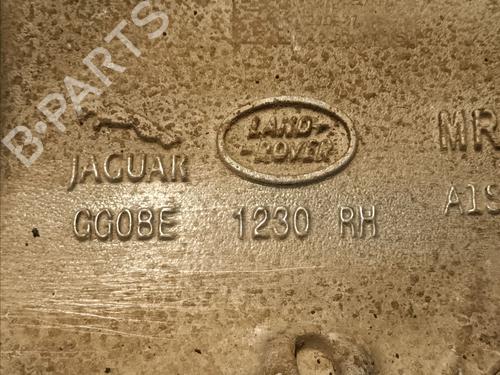 B-PARTS
LAND-
-ROVER
MR
JAGUAR
GG08E 1230 RH A1S